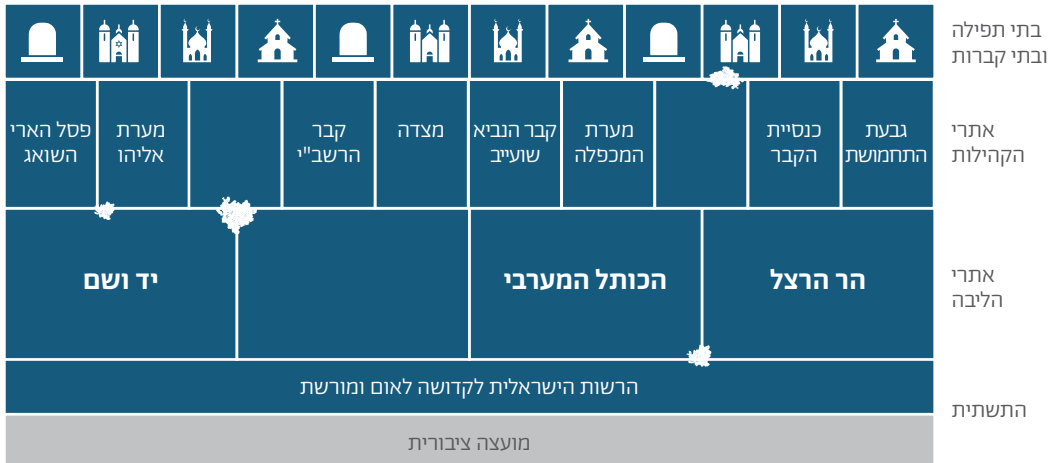 בתי תפילה
ובתי קברות
גבעת
התחמושת
כנסיית
הקבר
מערת
המכפלה
קבר הנביא
שועייב
מצדה
קבר
הרשב"י
מערת
אליהו
פסל הארי
השואג
אתרי
הקהילות
הר הרצל
הכותל המערבי
יד ושם
אתרי
הליבה
הרשות הישראלית לקדושה לאום ומורשת
מועצה ציבורית
התשתית